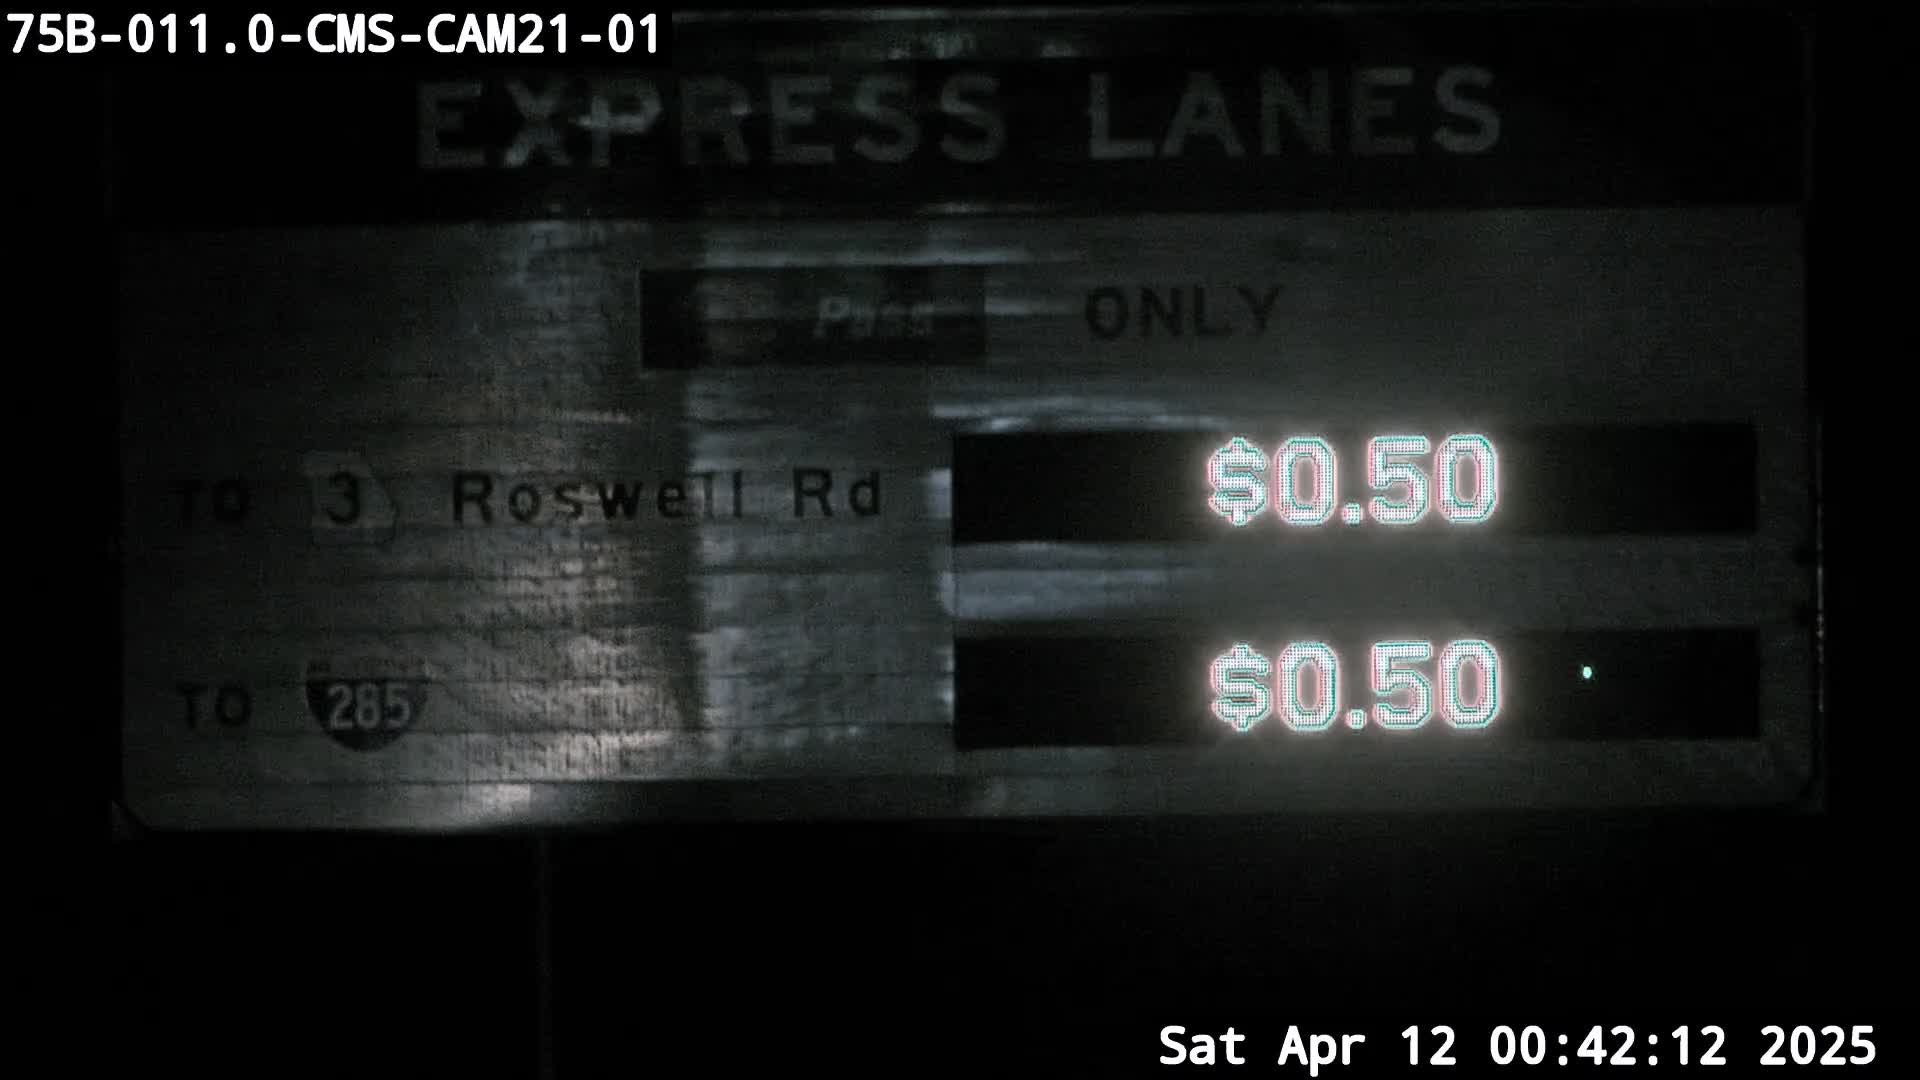 75B-011.0-CMS-CAM21-01
EXPRESS LANES
Pass ONLY
TO 3 Roswell Rd $0.50
TO 285 $0.50
Sat Apr 12 00:42:12 2025